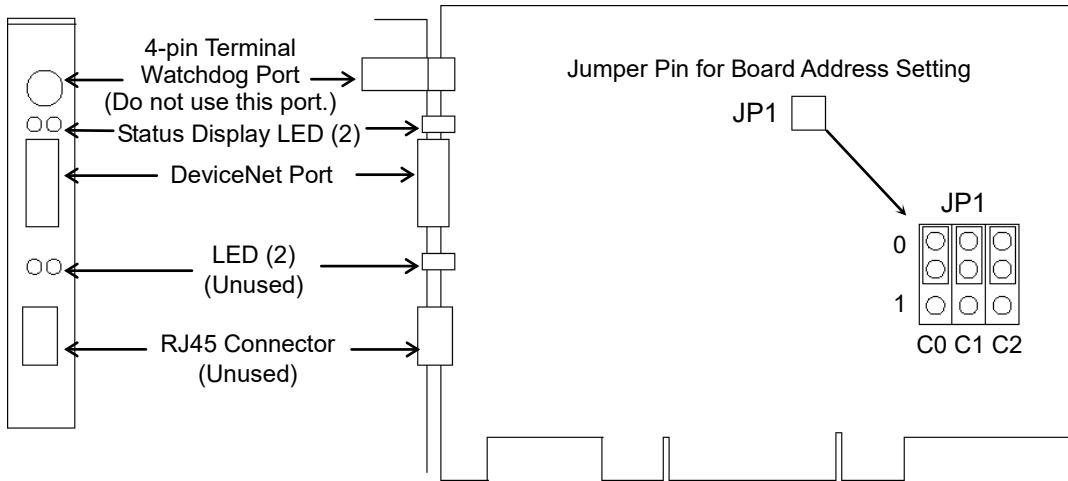 4-pin Terminal
Watchdog Port
(Do not use this port.)
Status Display LED (2)
DeviceNet Port
LED (2)
(Unused)
RJ45 Connector
(Unused)
Jumper Pin for Board Address Setting
JP1
JP1
0
1
C0 C1 C2